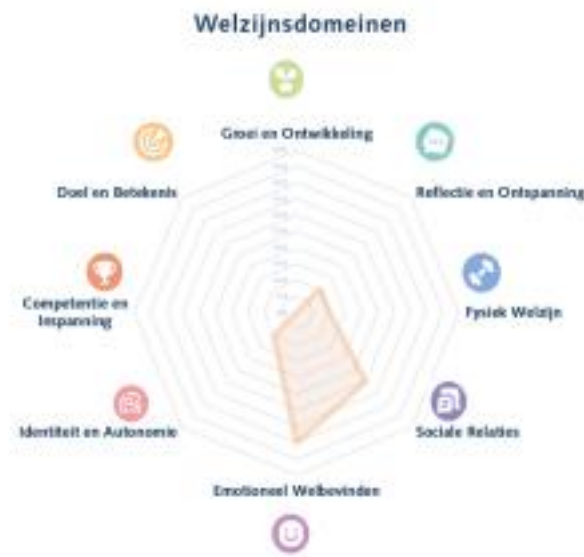 Welzijnsdomeinen
Groei en Ontwikkeling
Doel en Betekenis
Reflectie en Ontspanning
Competentie en
Inspanning
Fysiek Welzijn
Identiteit en Autonomie
Sociale Relaties
Emotioneel Welbevinden